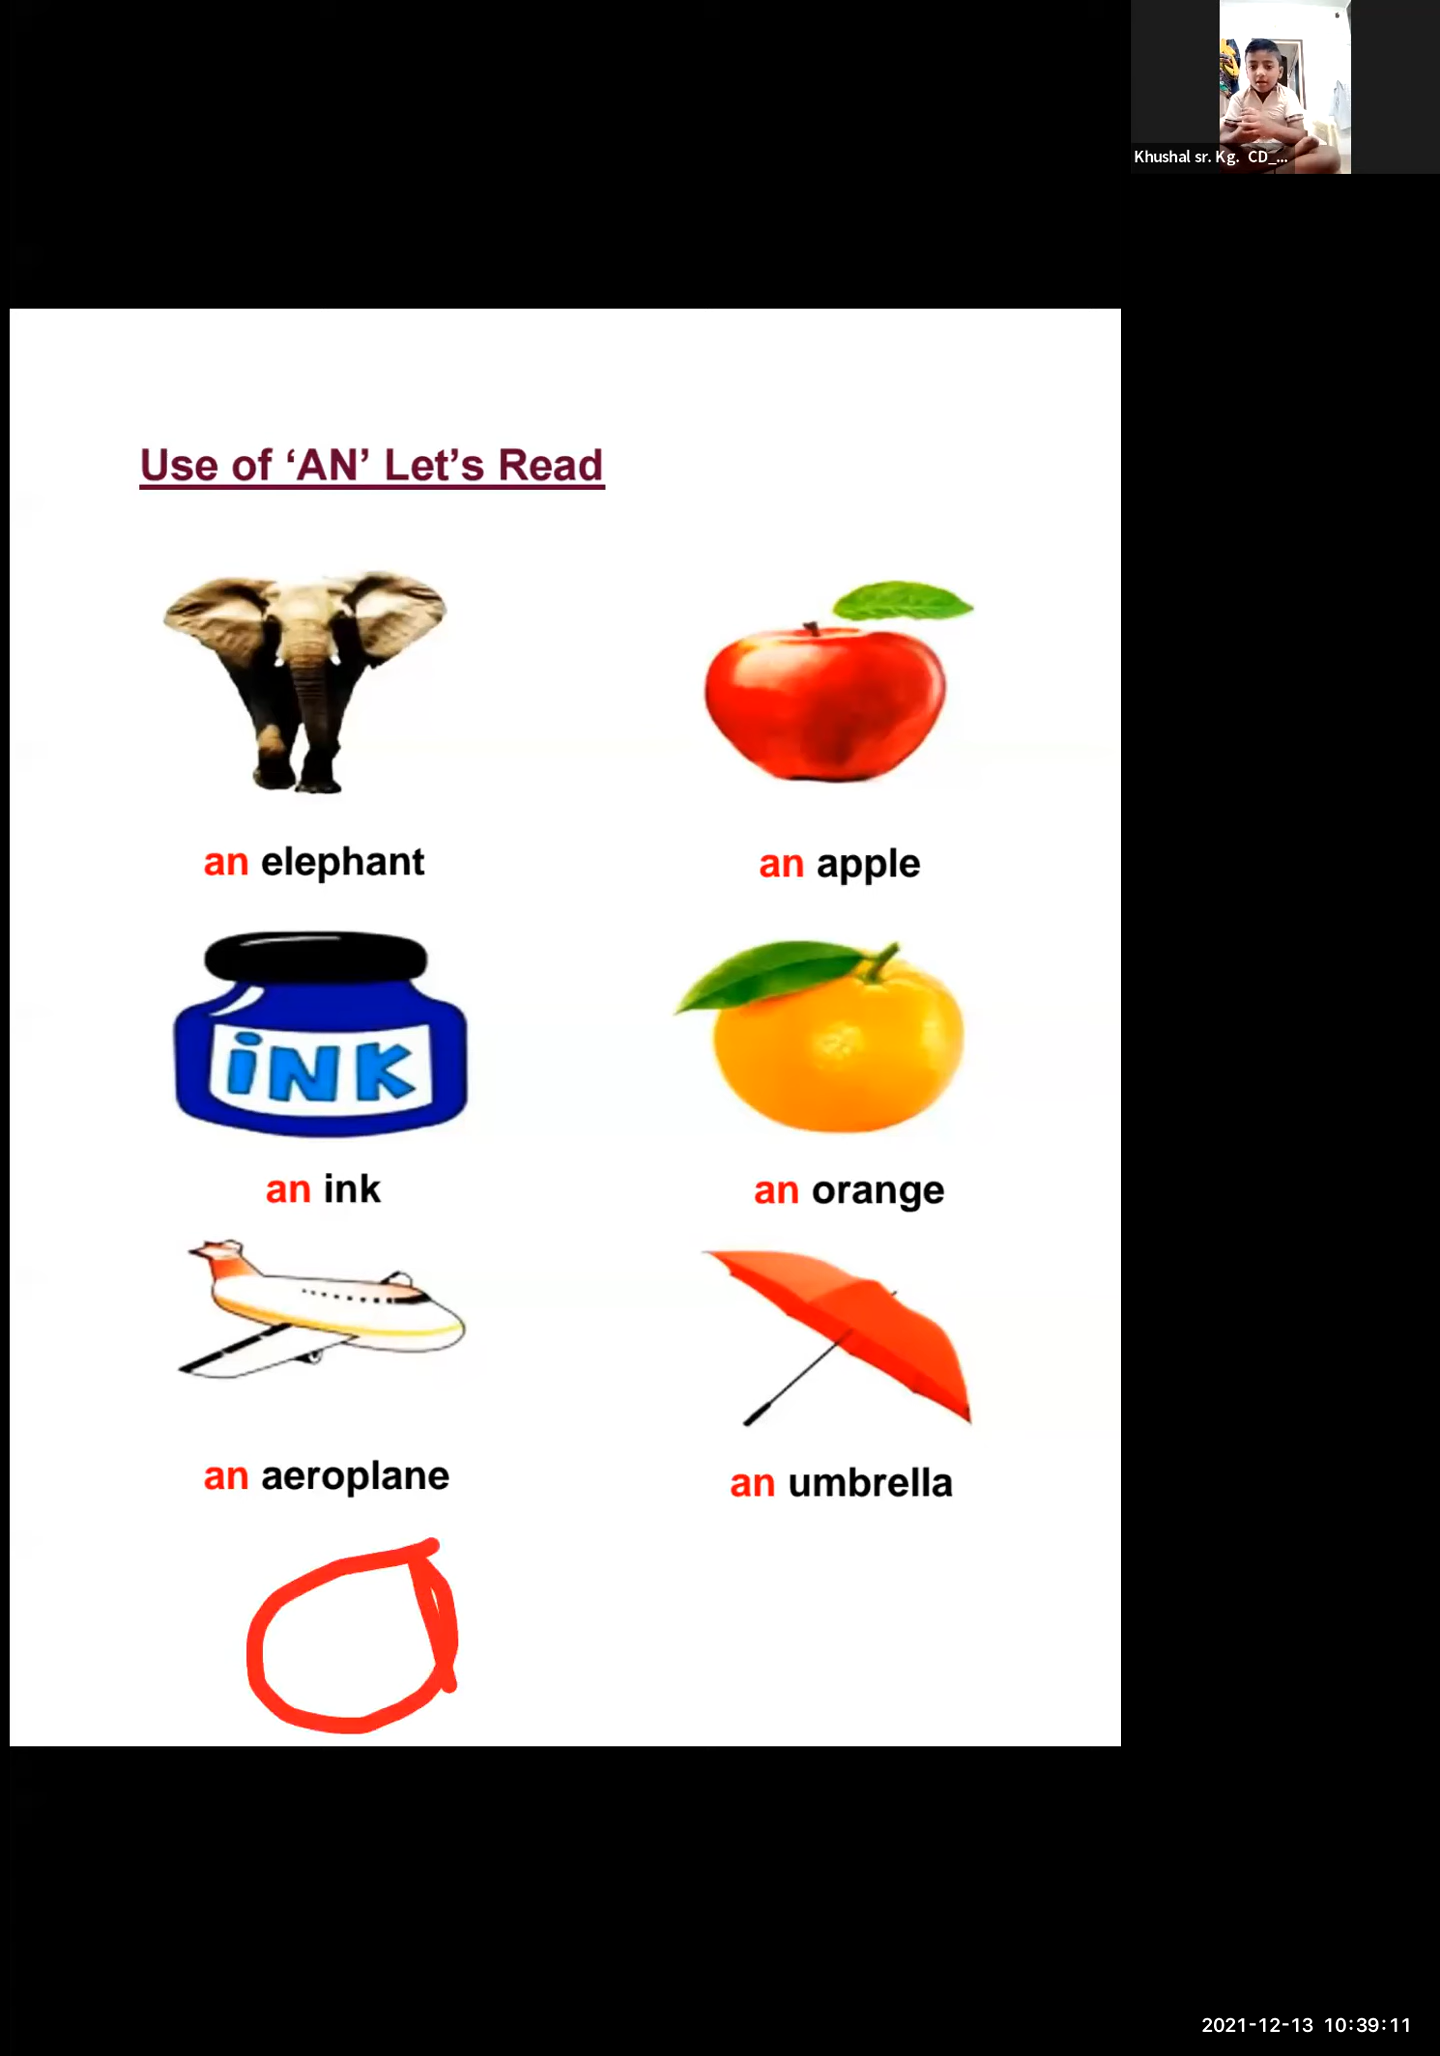 Khushal sr. Kg. CD_...
Use of ‘AN’ Let’s Read
an elephant
an apple
iNK
an ink
an orange
an aeroplane
an umbrella
2021-12-13 10:39:11